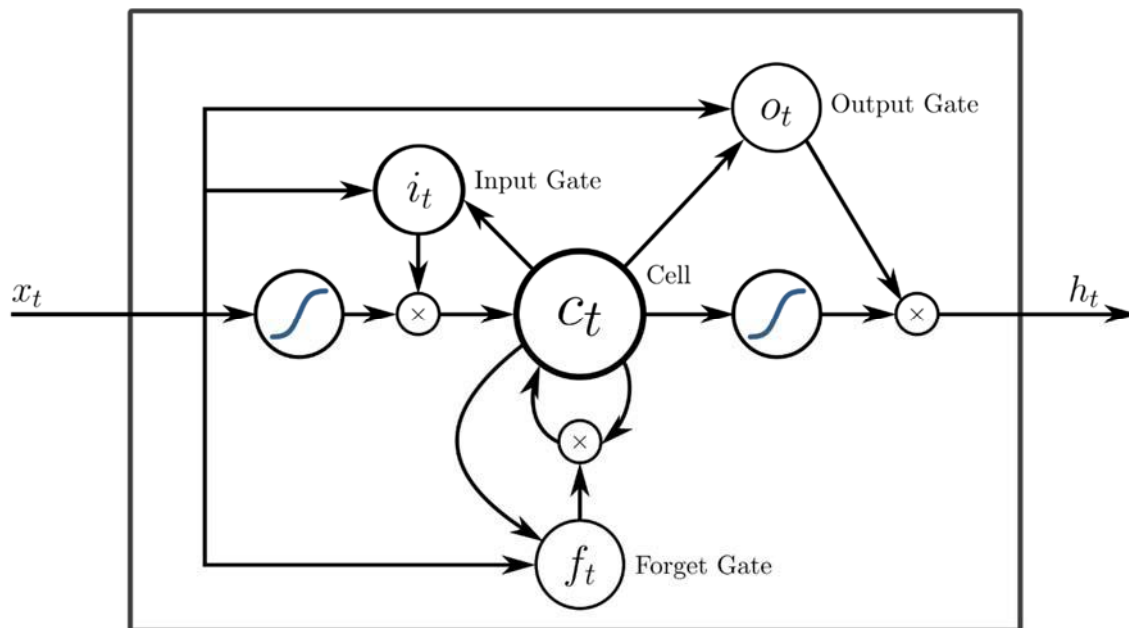 o_t Output Gate
i_t Input Gate
Cell
x_t
×
c_t
×
h_t
×
f_t Forget Gate